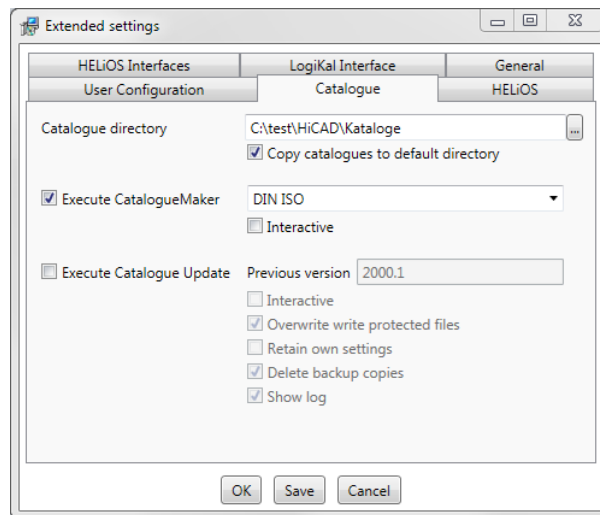 Extended settings
HELiOS Interfaces LogiKal Interface General
User Configuration Catalogue HELiOS
Catalogue directory C:\test\HiCAD\Kataloge ...
Copy catalogues to default directory
Execute CatalogueMaker DIN ISO
Interactive
Execute Catalogue Update Previous version 2000.1
Interactive
Overwrite write protected files
Retain own settings
Delete backup copies
Show log
OK Save Cancel